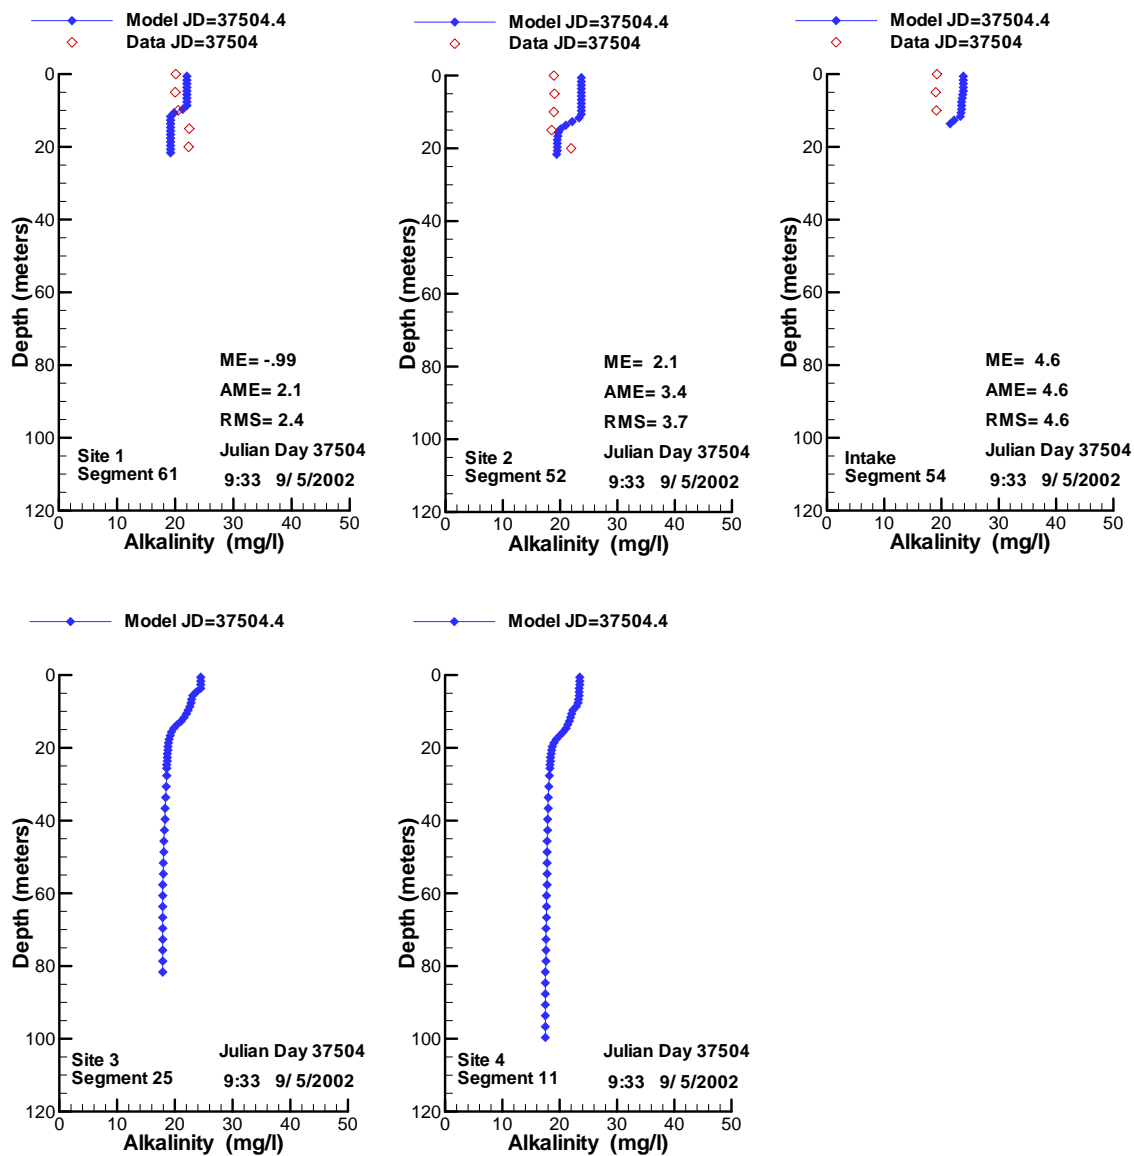 Model JD=37504.4
Data JD=37504
0
20
40
60
80
100
120
Depth (meters)
ME= -.99
AME= 2.1
RMS= 2.4
Julian Day 37504
9:33 9/ 5/2002
Site 1
Segment 61
0 10 20 30 40 50
Alkalinity (mg/l)
Model JD=37504.4
Data JD=37504
0
20
40
60
80
100
120
Depth (meters)
ME= 2.1
AME= 3.4
RMS= 3.7
Julian Day 37504
9:33 9/ 5/2002
Site 2
Segment 52
0 10 20 30 40 50
Alkalinity (mg/l)
Model JD=37504.4
Data JD=37504
0
20
40
60
80
100
120
Depth (meters)
ME= 4.6
AME= 4.6
RMS= 4.6
Julian Day 37504
9:33 9/ 5/2002
Intake
Segment 54
0 10 20 30 40 50
Alkalinity (mg/l)
Model JD=37504.4
0
20
40
60
80
100
120
Depth (meters)
Julian Day 37504
9:33 9/ 5/2002
Site 3
Segment 25
0 10 20 30 40 50
Alkalinity (mg/l)
Model JD=37504.4
0
20
40
60
80
100
120
Depth (meters)
Julian Day 37504
9:33 9/ 5/2002
Site 4
Segment 11
0 10 20 30 40 50
Alkalinity (mg/l)